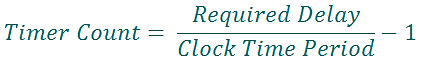 Timer Count = Required Delay / Clock Time Period − 1